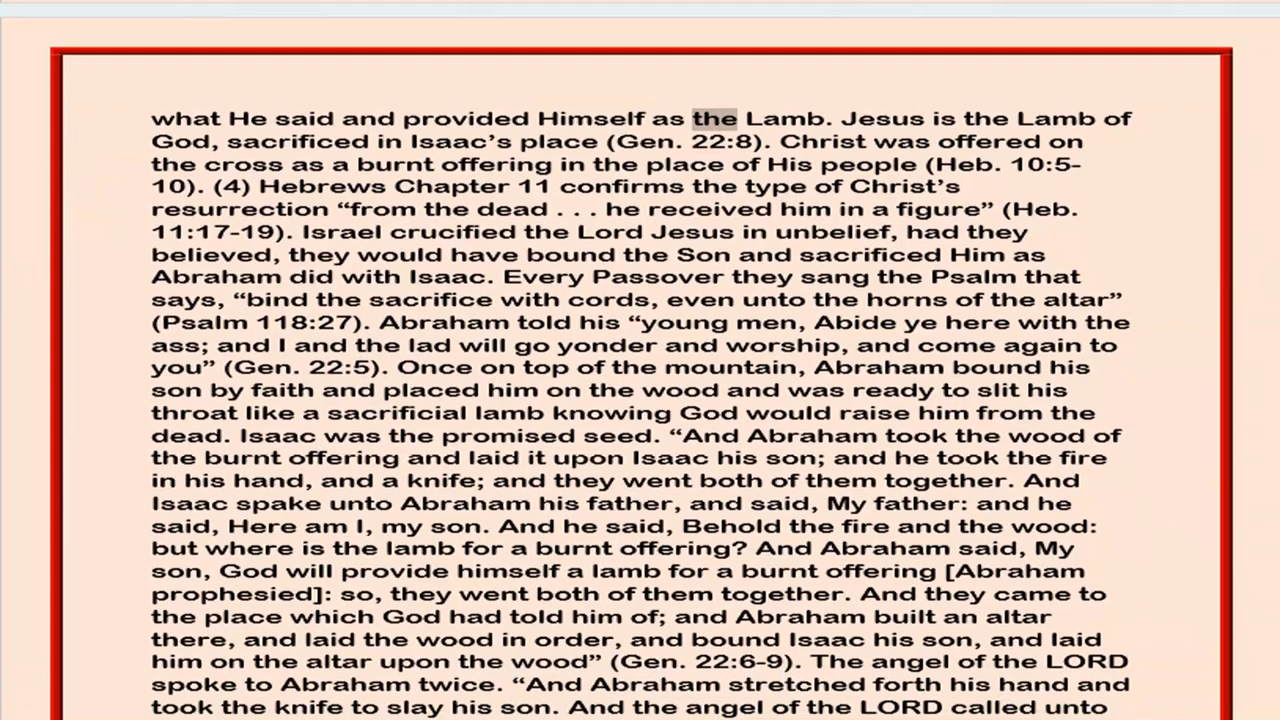 what He said and provided Himself as the Lamb. Jesus is the Lamb of
God, sacrificed in Isaac’s place (Gen. 22:8). Christ was offered on
the cross as a burnt offering in the place of His people (Heb. 10:5-
10). (4) Hebrews Chapter 11 confirms the type of Christ’s
resurrection “from the dead . . . he received him in a figure” (Heb.
11:17-19). Israel crucified the Lord Jesus in unbelief, had they
believed, they would have bound the Son and sacrificed Him as
Abraham did with Isaac. Every Passover they sang the Psalm that
says, “bind the sacrifice with cords, even unto the horns of the altar”
(Psalm 118:27). Abraham told his “young men, Abide ye here with the
ass; and I and the lad will go yonder and worship, and come again to
you” (Gen. 22:5). Once on top of the mountain, Abraham bound his
son by faith and placed him on the wood and was ready to slit his
throat like a sacrificial lamb knowing God would raise him from the
dead. Isaac was the promised seed. “And Abraham took the wood of
the burnt offering and laid it upon Isaac his son; and he took the fire
in his hand, and a knife; and they went both of them together. And
Isaac spake unto Abraham his father, and said, My father: and he
said, Here am I, my son. And he said, Behold the fire and the wood:
but where is the lamb for a burnt offering? And Abraham said, My
son, God will provide himself a lamb for a burnt offering [Abraham
prophesied]: so, they went both of them together. And they came to
the place which God had told him of; and Abraham built an altar
there, and laid the wood in order, and bound Isaac his son, and laid
him on the altar upon the wood” (Gen. 22:6-9). The angel of the LORD
spoke to Abraham twice. “And Abraham stretched forth his hand and
took the knife to slay his son. And the angel of the LORD called unto